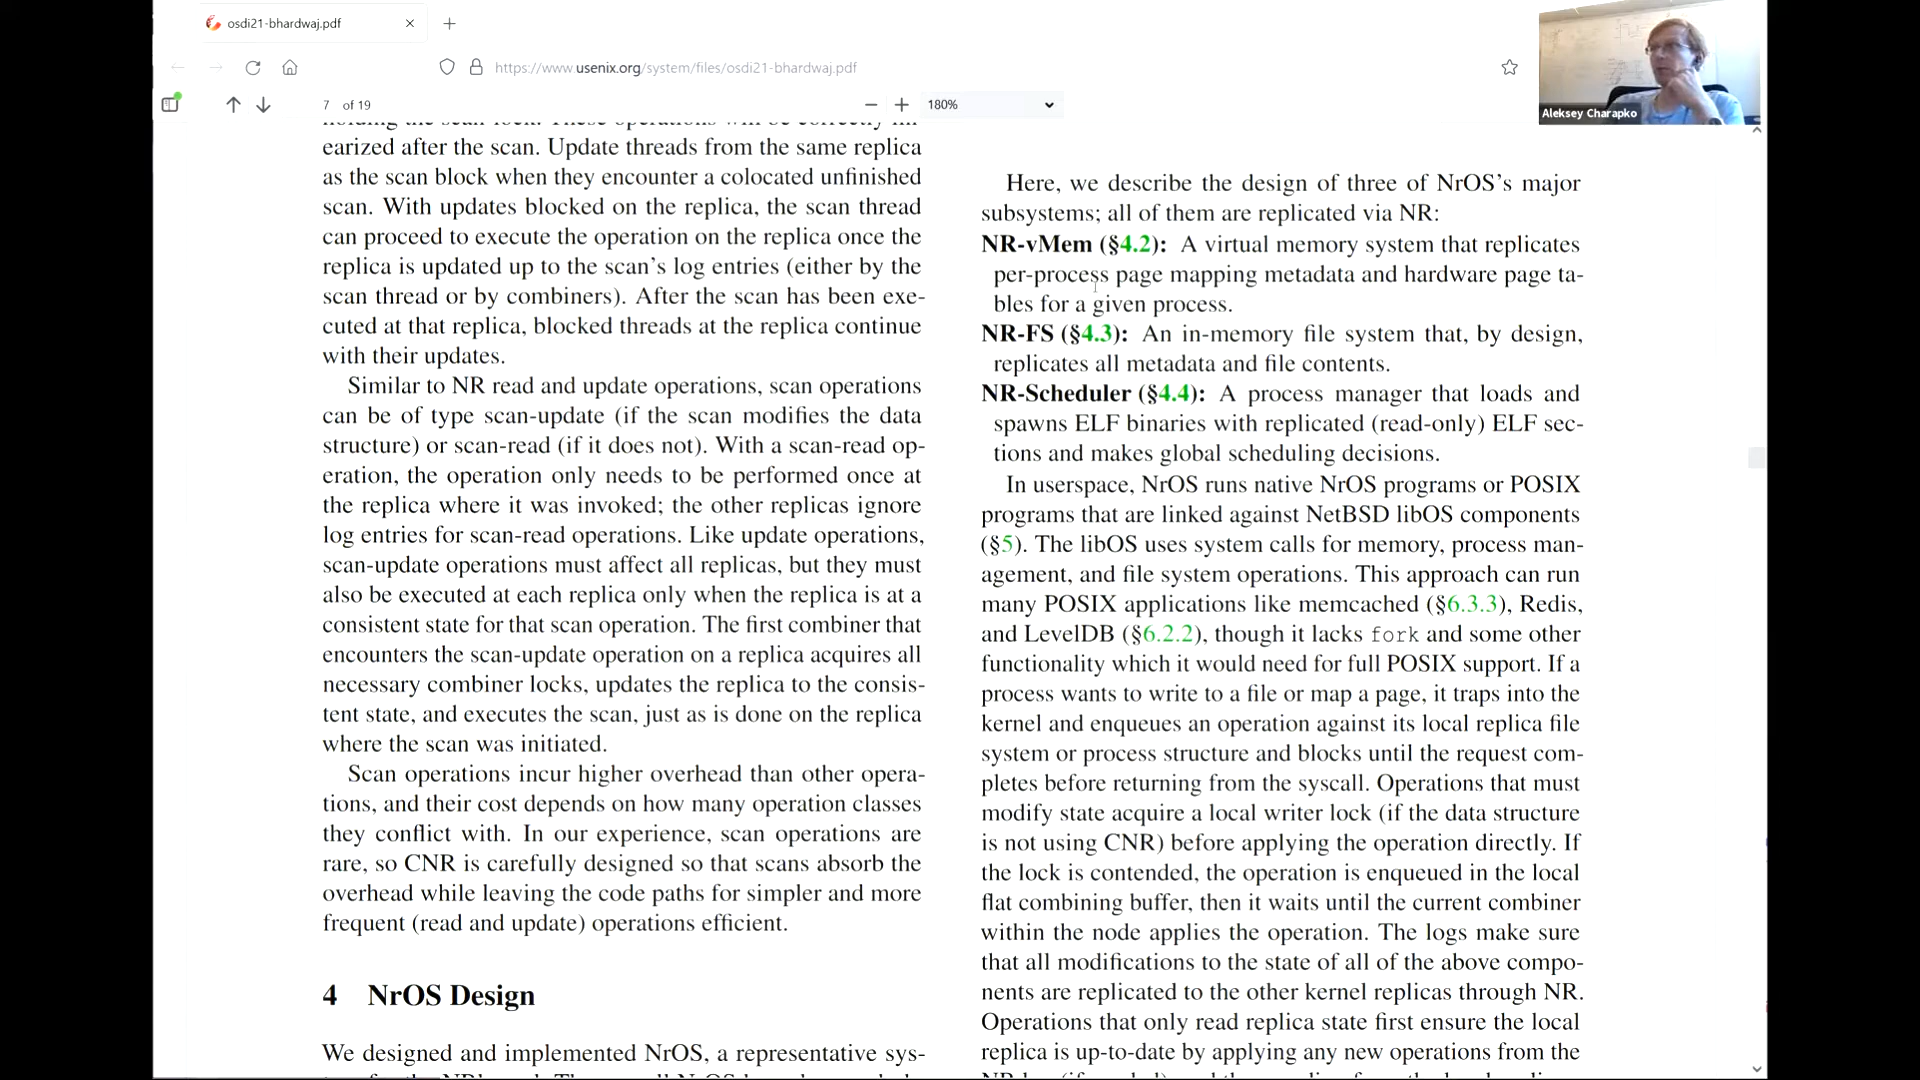 osdi21-bhardwaj.pdf
https://www.usenix.org/system/files/osdi21-bhardwaj.pdf
7 of 19
180%
Aleksey Charapko
earized after the scan. Update threads from the same replica
as the scan block when they encounter a colocated unfinished
scan. With updates blocked on the replica, the scan thread
can proceed to execute the operation on the replica once the
replica is updated up to the scan's log entries (either by the
scan thread or by combiners). After the scan has been exe-
cuted at that replica, blocked threads at the replica continue
with their updates.
Similar to NR read and update operations, scan operations
can be of type scan-update (if the scan modifies the data
structure) or scan-read (if it does not). With a scan-read op-
eration, the operation only needs to be performed once at
the replica where it was invoked; the other replicas ignore
log entries for scan-read operations. Like update operations,
scan-update operations must affect all replicas, but they must
also be executed at each replica only when the replica is at a
consistent state for that scan operation. The first combiner that
encounters the scan-update operation on a replica acquires all
necessary combiner locks, updates the replica to the consis-
tent state, and executes the scan, just as is done on the replica
where the scan was initiated.
Scan operations incur higher overhead than other opera-
tions, and their cost depends on how many operation classes
they conflict with. In our experience, scan operations are
rare, so CNR is carefully designed so that scans absorb the
overhead while leaving the code paths for simpler and more
frequent (read and update) operations efficient.
4 NrOS Design
We designed and implemented NrOS, a representative sys-
Here, we describe the design of three of NrOS's major
subsystems; all of them are replicated via NR:
NR-vMem (§4.2): A virtual memory system that replicates
per-process page mapping metadata and hardware page ta-
bles for a given process.
NR-FS (§4.3): An in-memory file system that, by design,
replicates all metadata and file contents.
NR-Scheduler (§4.4): A process manager that loads and
spawns ELF binaries with replicated (read-only) ELF sec-
tions and makes global scheduling decisions.
In userspace, NrOS runs native NrOS programs or POSIX
programs that are linked against NetBSD libOS components
(§5). The libOS uses system calls for memory, process man-
agement, and file system operations. This approach can run
many POSIX applications like memcached (§6.3.3), Redis,
and LevelDB (§6.2.2), though it lacks fork and some other
functionality which it would need for full POSIX support. If a
process wants to write to a file or map a page, it traps into the
kernel and enqueues an operation against its local replica file
system or process structure and blocks until the request com-
pletes before returning from the syscall. Operations that must
modify state acquire a local writer lock (if the data structure
is not using CNR) before applying the operation directly. If
the lock is contended, the operation is enqueued in the local
flat combining buffer, then it waits until the current combiner
within the node applies the operation. The logs make sure
that all modifications to the state of all of the above compo-
nents are replicated to the other kernel replicas through NR.
Operations that only read replica state first ensure the local
replica is up-to-date by applying any new operations from the